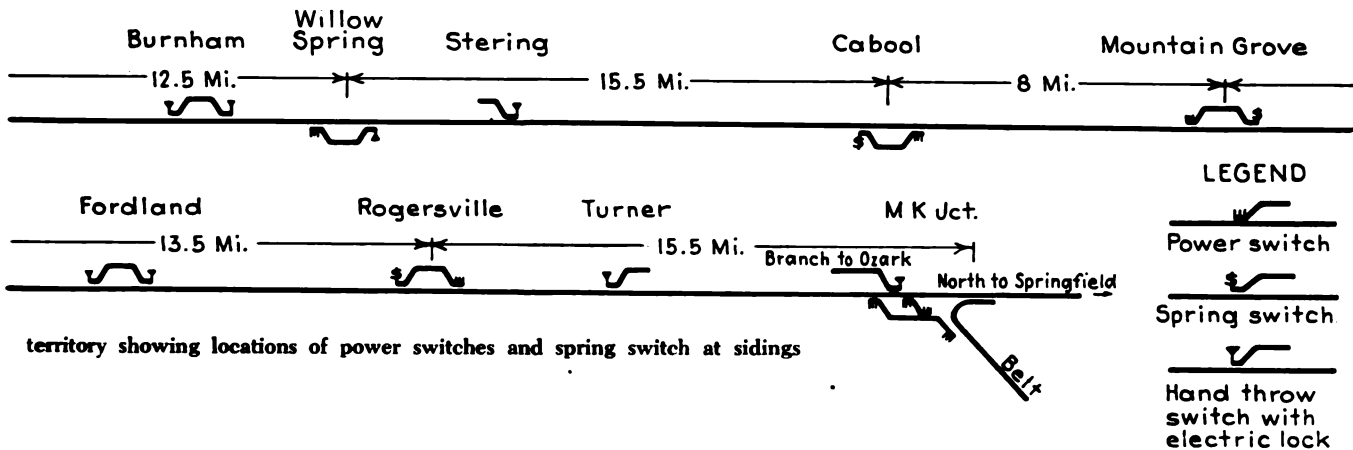 Burnham
Willow
Spring
Stering
Cabool
Mountain Grove
12.5 Mi.
15.5 Mi.
8 Mi.
Fordland
Rogersville
Turner
M K Jct.
13.5 Mi.
15.5 Mi.
Branch to Ozark
North to Springfield
Belt
LEGEND
Power switch
$
Spring switch
Hand throw
switch with
electric lock
territory showing locations of power switches and spring switch at sidings